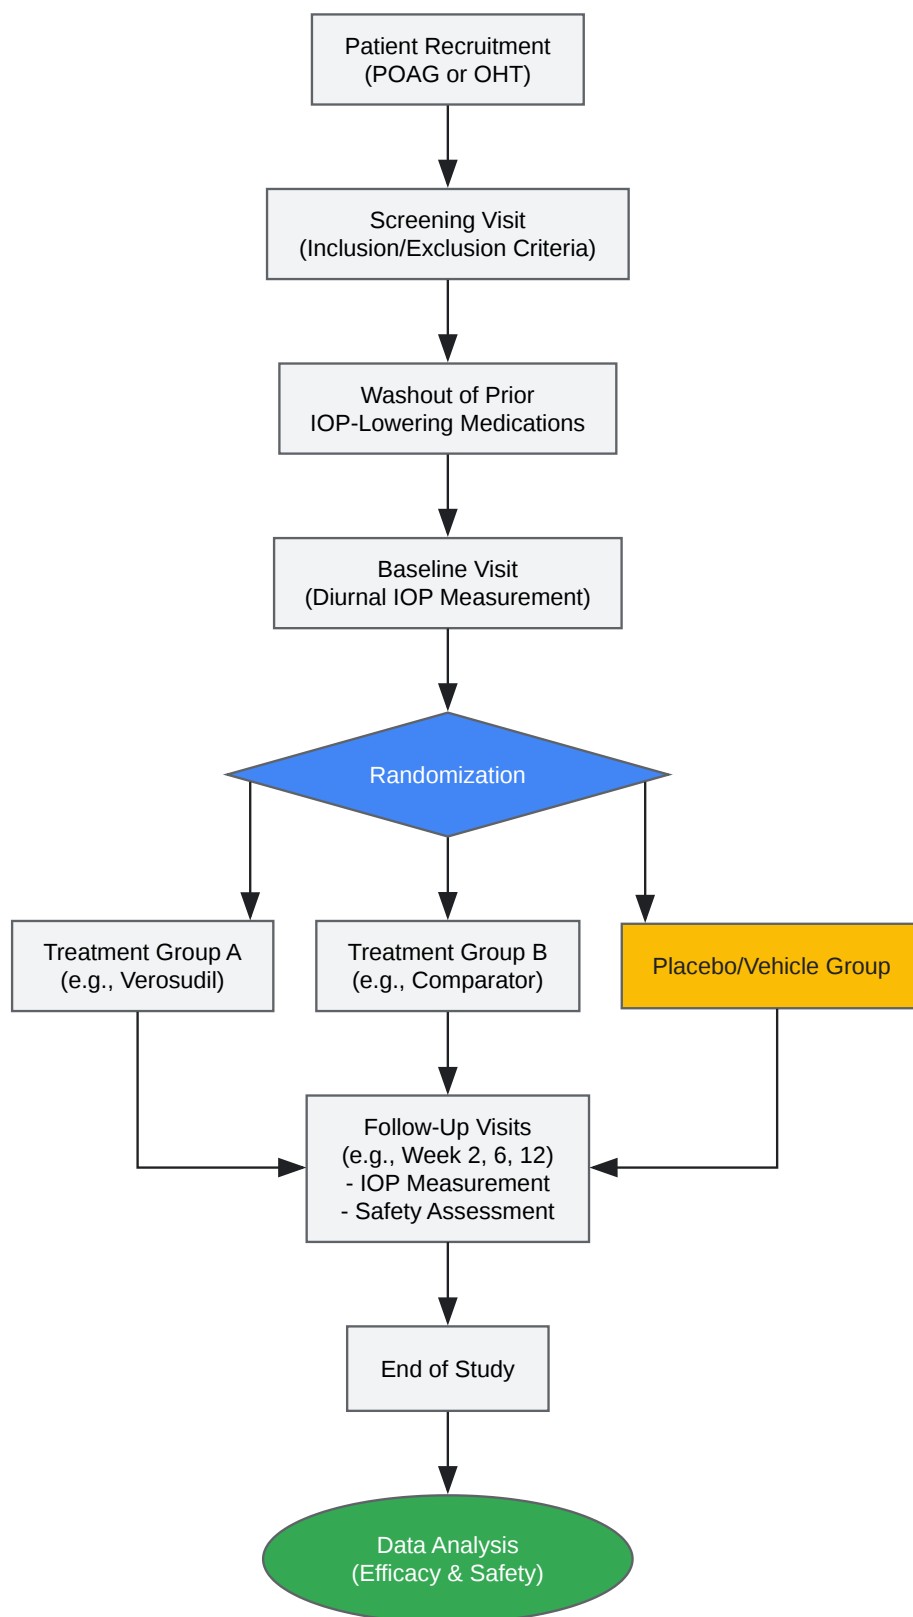 Patient Recruitment
(POAG or OHT)
Screening Visit
(Inclusion/Exclusion Criteria)
Washout of Prior
IOP-Lowering Medications
Baseline Visit
(Diurnal IOP Measurement)
Randomization
Treatment Group A
(e.g., Verosudil)
Treatment Group B
(e.g., Comparator)
Placebo/Vehicle Group
Follow-Up Visits
(e.g., Week 2, 6, 12)
- IOP Measurement
- Safety Assessment
End of Study
Data Analysis
(Efficacy & Safety)